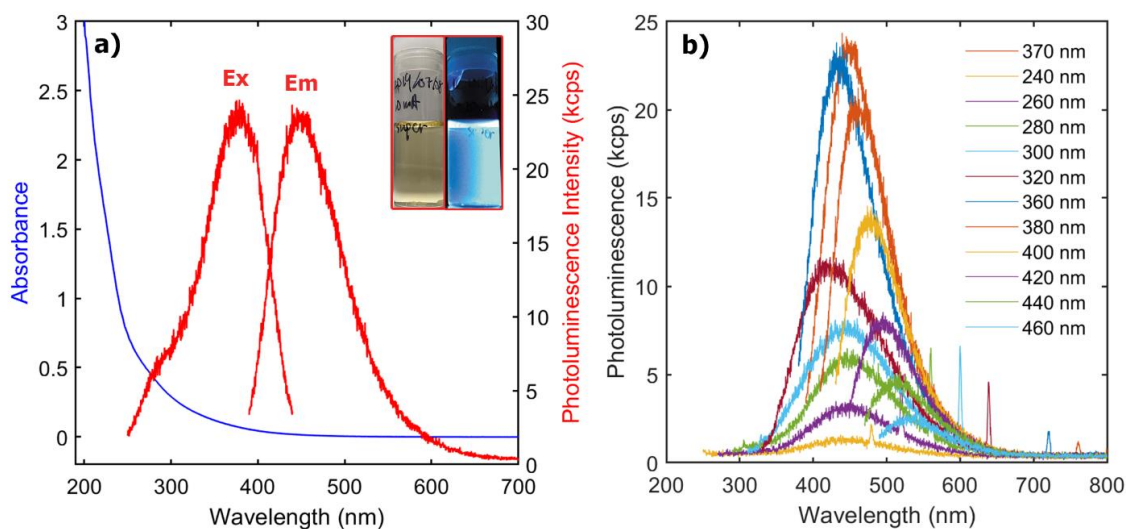 a)
Ex
Em
super
Absorbance
3
2.5
2
1.5
1
0.5
0
Photoluminescence Intensity (kcps)
30
25
20
15
10
5
0
200 300 400 500 600 700
Wavelength (nm)
b)
Photoluminescence (kcps)
25
20
15
10
5
0
200 300 400 500 600 700 800
Wavelength (nm)
370 nm
240 nm
260 nm
280 nm
300 nm
320 nm
360 nm
380 nm
400 nm
420 nm
440 nm
460 nm